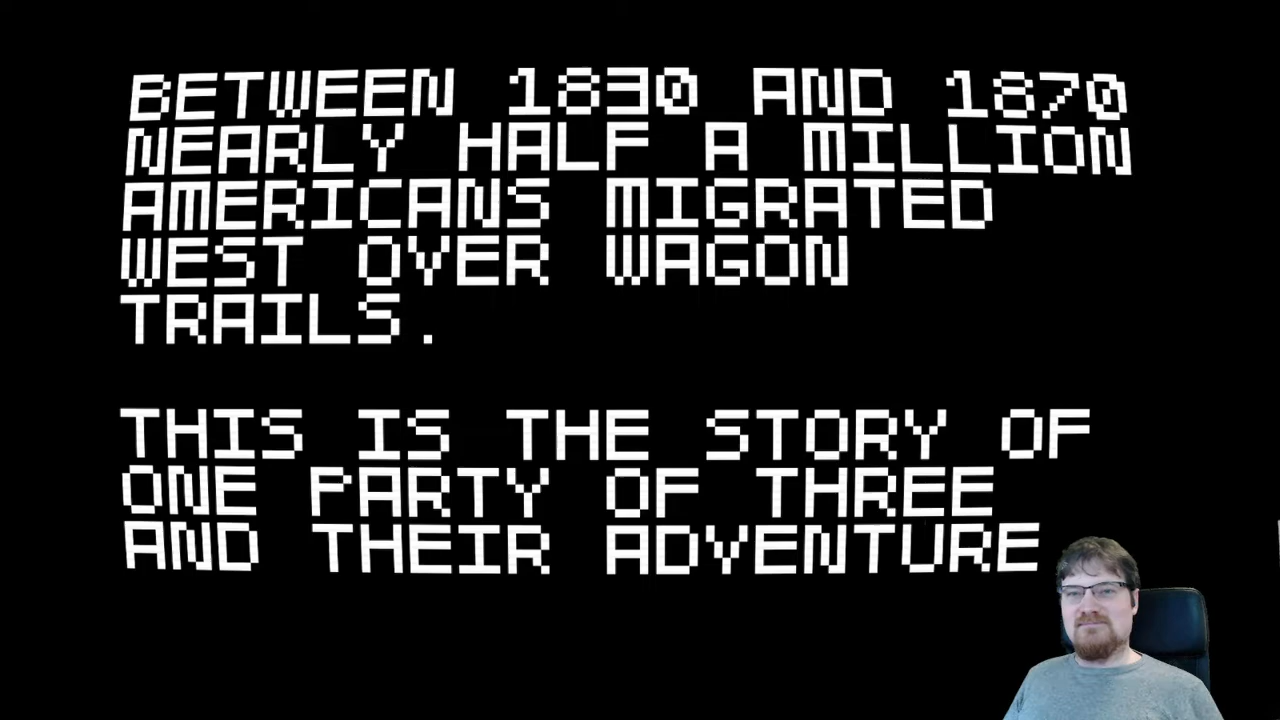 BETWEEN 1830 AND 1870
NEARLY HALF A MILLION
AMERICANS MIGRATED
WEST OVER WAGON
TRAILS.
THIS IS THE STORY OF
ONE PARTY OF THREE
AND THEIR ADVENTURE